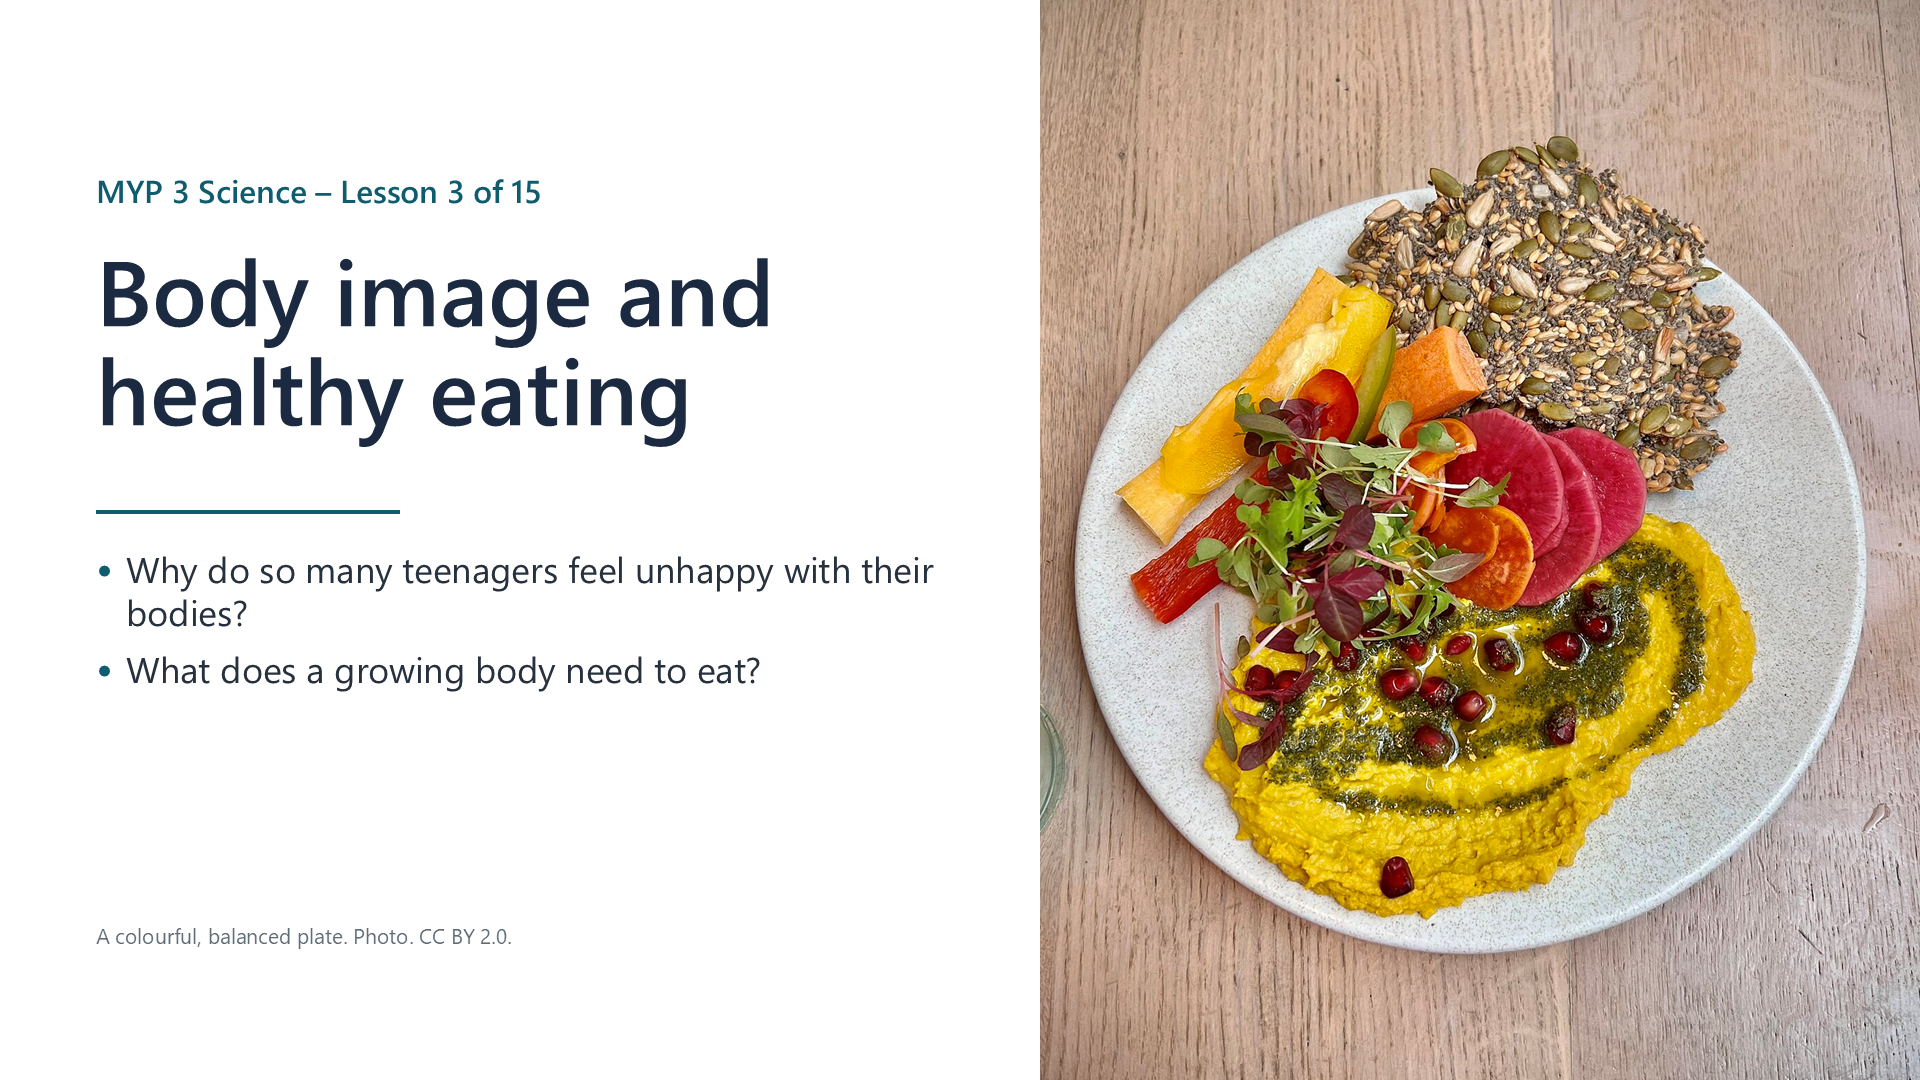 MYP 3 Science – Lesson 3 of 15
Body image and
healthy eating
• Why do so many teenagers feel unhappy with their
bodies?
• What does a growing body need to eat?
A colourful, balanced plate. Photo. CC BY 2.0.